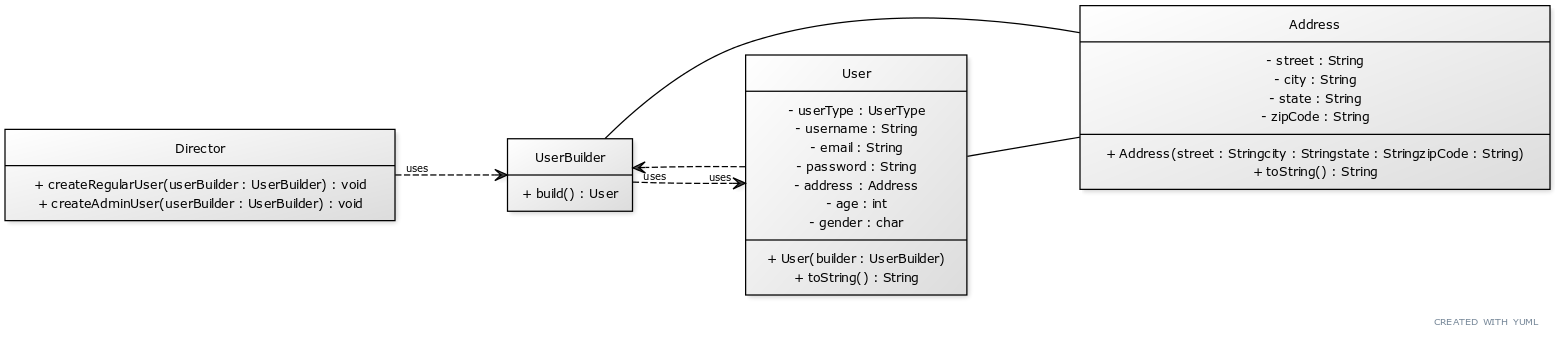 Director
+ createRegularUser(userBuilder : UserBuilder) : void
+ createAdminUser(userBuilder : UserBuilder) : void
uses
UserBuilder
+ build() : User
uses
uses
User
- userType : UserType
- username : String
- email : String
- password : String
- address : Address
- age : int
- gender : char
+ User(builder : UserBuilder)
+ toString() : String
Address
- street : String
- city : String
- state : String
- zipCode : String
+ Address(street : Stringcity : Stringstate : StringzipCode : String)
+ toString() : String
CREATED WITH YUML